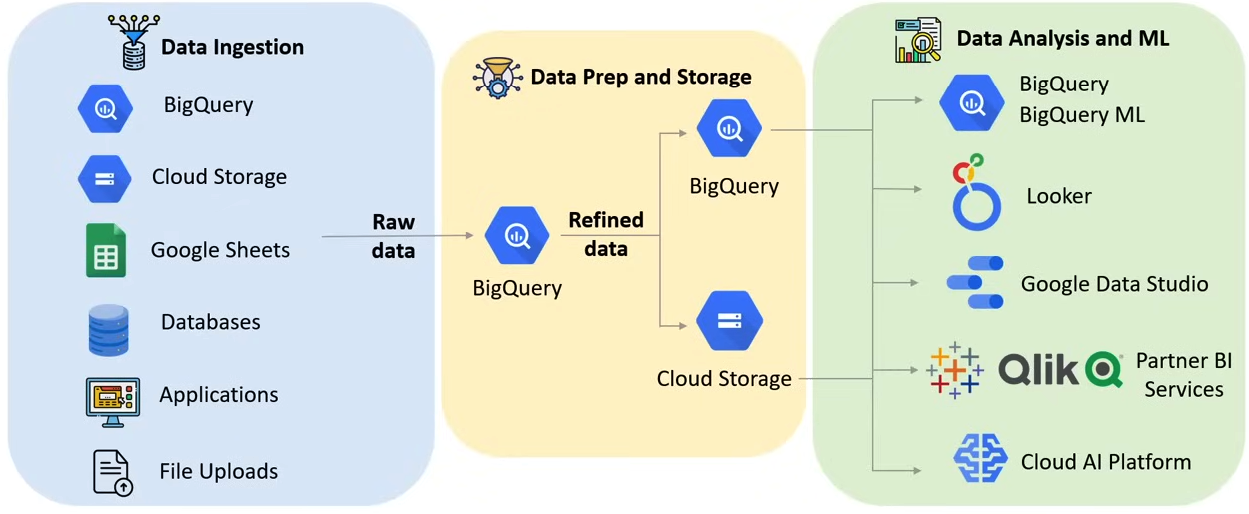 Data Ingestion
BigQuery
Cloud Storage
Google Sheets
Databases
Applications
File Uploads
Raw
data
Data Prep and Storage
BigQuery
Refined
data
BigQuery
Cloud Storage
Data Analysis and ML
BigQuery
BigQuery ML
Looker
Google Data Studio
Qlik
Partner BI
Services
Cloud AI Platform